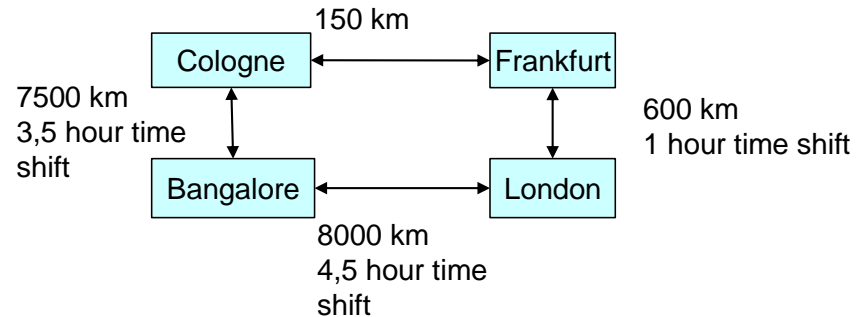 150 km
Cologne
Frankfurt
7500 km
3,5 hour time
shift
600 km
1 hour time shift
Bangalore
London
8000 km
4,5 hour time
shift